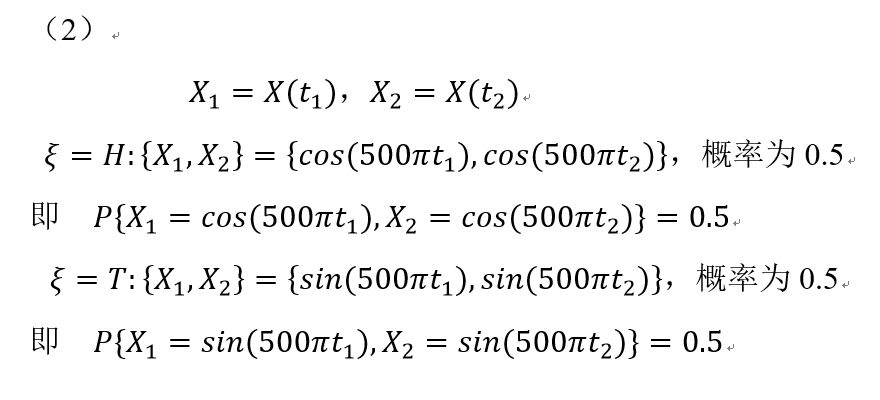 （2）
X₁ = X(t₁)，X₂ = X(t₂)
ξ = H:{X₁, X₂} = {cos(500πt₁), cos(500πt₂)}，概率为 0.5
即 P{X₁ = cos(500πt₁), X₂ = cos(500πt₂)} = 0.5
ξ = T:{X₁, X₂} = {sin(500πt₁), sin(500πt₂)}，概率为 0.5
即 P{X₁ = sin(500πt₁), X₂ = sin(500πt₂)} = 0.5